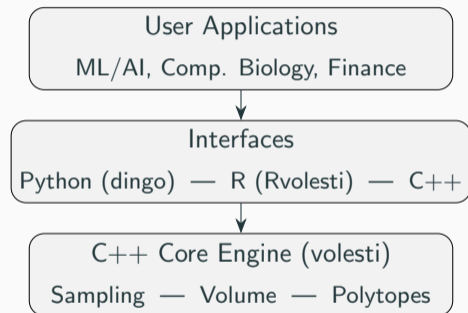 User Applications
ML/AI, Comp. Biology, Finance
Interfaces
Python (dingo) — R (Rvolesti) — C++
C++ Core Engine (volesti)
Sampling — Volume — Polytopes